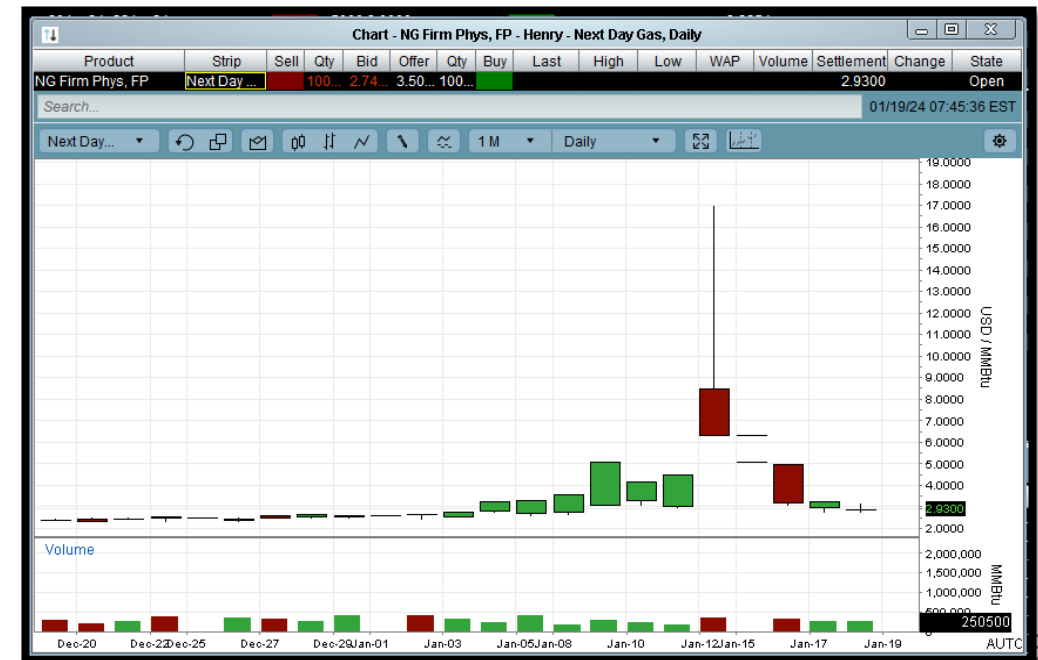 Chart - NG Firm Phys, FP - Henry - Next Day Gas, Daily
Product Strip Sell Qty Bid Offer Qty Buy Last High Low WAP Volume Settlement Change State
NG Firm Phys, FP Next Day ... 100... 2.74... 3.50... 100... 2.9300 Open
Search... 01/19/24 07:45:36 EST
Next Day... 1 M Daily
19.0000
18.0000
17.0000
16.0000
15.0000
14.0000
13.0000
12.0000
11.0000
10.0000
9.0000
8.0000
7.0000
6.0000
5.0000
4.0000
2.9300
2.0000
USD / MMBtu
Volume
2,000,000
1,500,000
1,000,000
500,000
250500
0
MMBtu
Dec-20 Dec-22 Dec-25 Dec-27 Dec-29 Jan-01 Jan-03 Jan-05 Jan-08 Jan-10 Jan-12 Jan-15 Jan-17 Jan-19 AUTO